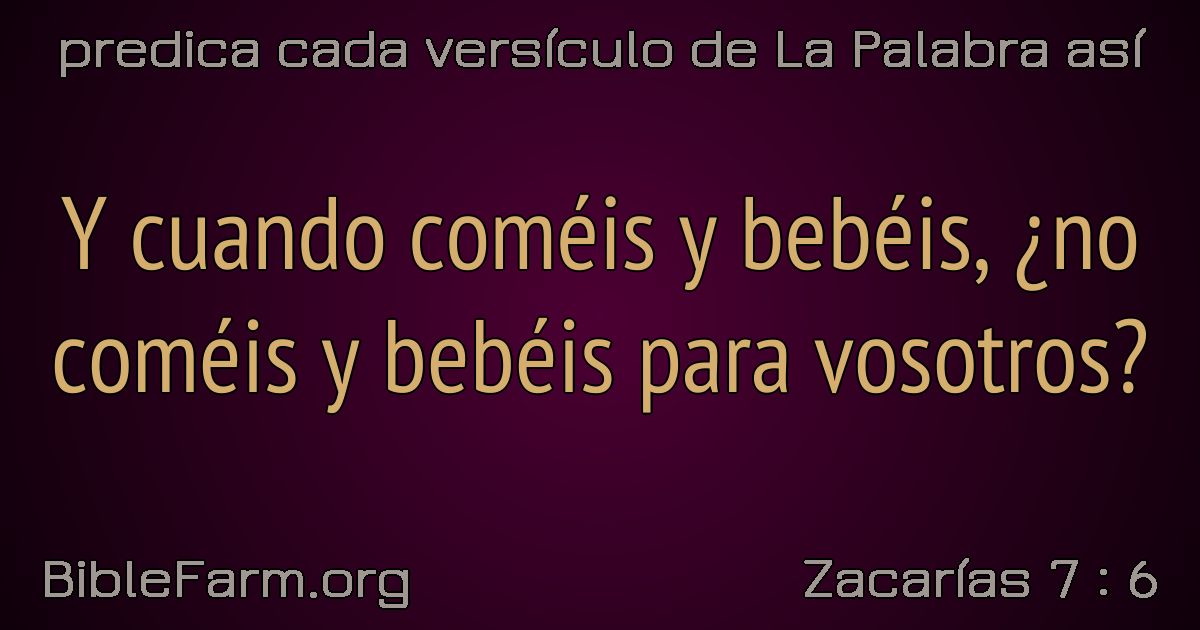 predica cada versículo de La Palabra así
Y cuando coméis y bebéis, ¿no
coméis y bebéis para vosotros?
BibleFarm.org
Zacarías 7 : 6